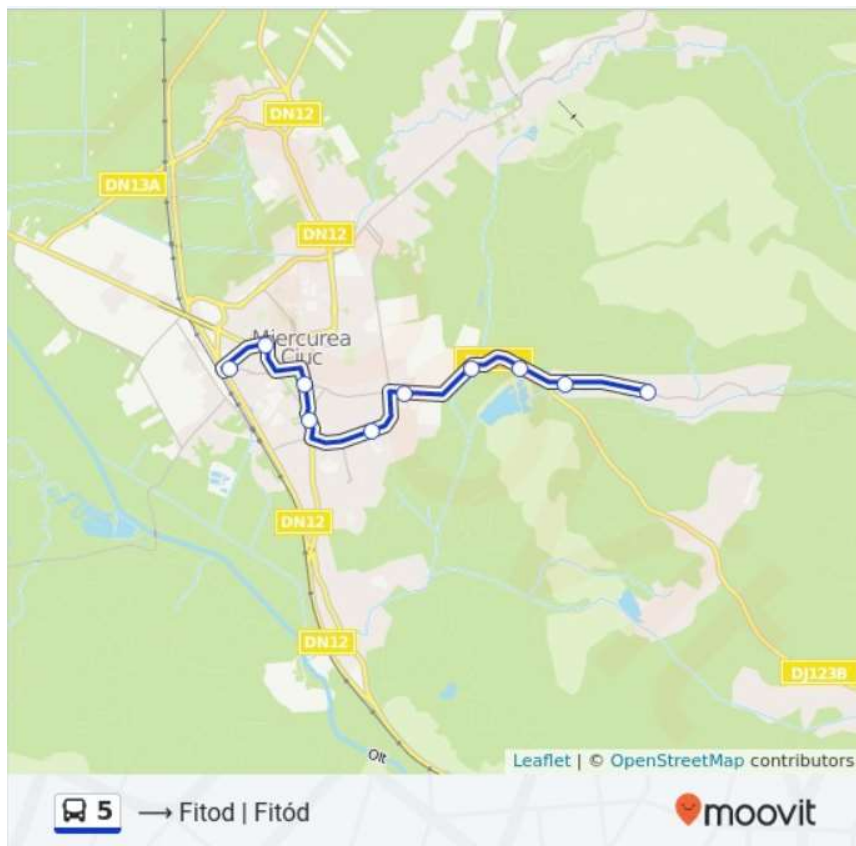 DN12
DN13A
DN12
Miercurea
Ciuc
DN12
DN12
DJ123B
Olt
Leaflet | © OpenStreetMap contributors
5 → Fitod | Fitód
moovit